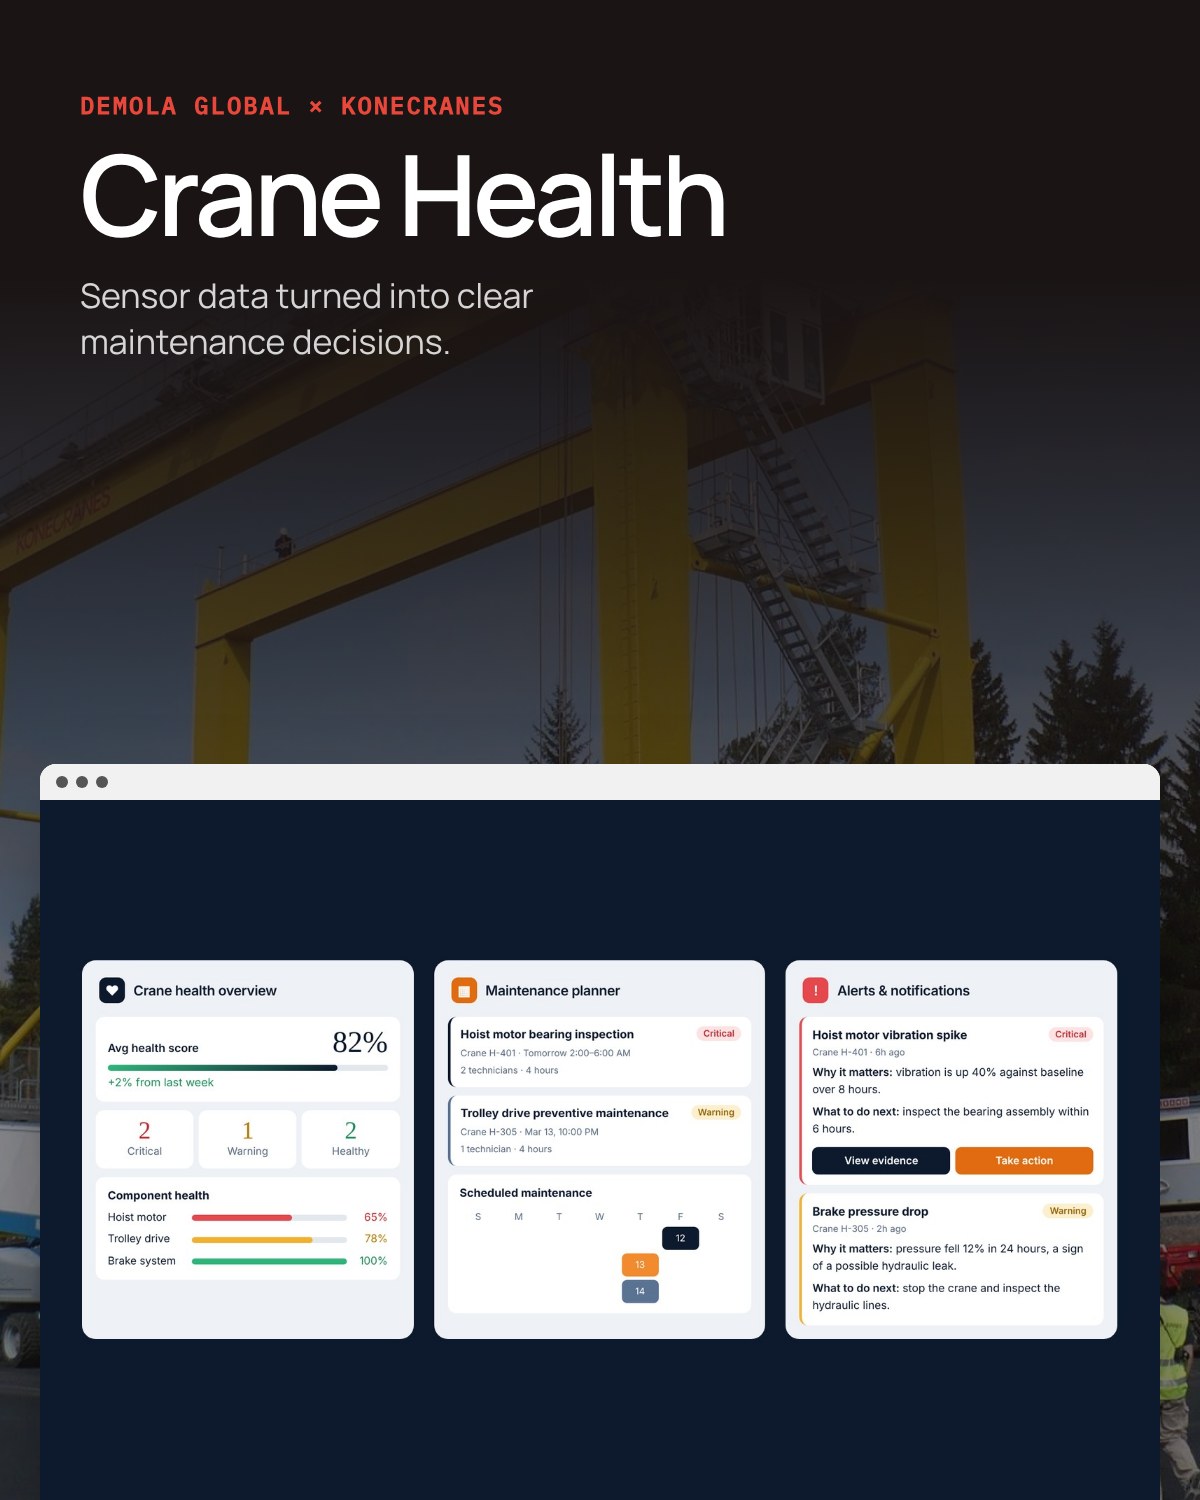 DEMOLA GLOBAL × KONECRANES
Crane Health
Sensor data turned into clear
maintenance decisions.
KONECRANES
Crane health overview
Avg health score
82%
+2% from last week
2
Critical
1
Warning
2
Healthy
Component health
Hoist motor 65%
Trolley drive 78%
Brake system 100%
Maintenance planner
Hoist motor bearing inspection
Critical
Crane H-401 · Tomorrow 2:00–6:00 AM
2 technicians · 4 hours
Trolley drive preventive maintenance
Warning
Crane H-305 · Mar 13, 10:00 PM
1 technician · 4 hours
Scheduled maintenance
S M T W T F S
12
13
14
! Alerts & notifications
Hoist motor vibration spike
Critical
Crane H-401 · 6h ago
Why it matters: vibration is up 40% against baseline
over 8 hours.
What to do next: inspect the bearing assembly within
6 hours.
View evidence
Take action
Brake pressure drop
Warning
Crane H-305 · 2h ago
Why it matters: pressure fell 12% in 24 hours, a sign
of a possible hydraulic leak.
What to do next: stop the crane and inspect the
hydraulic lines.